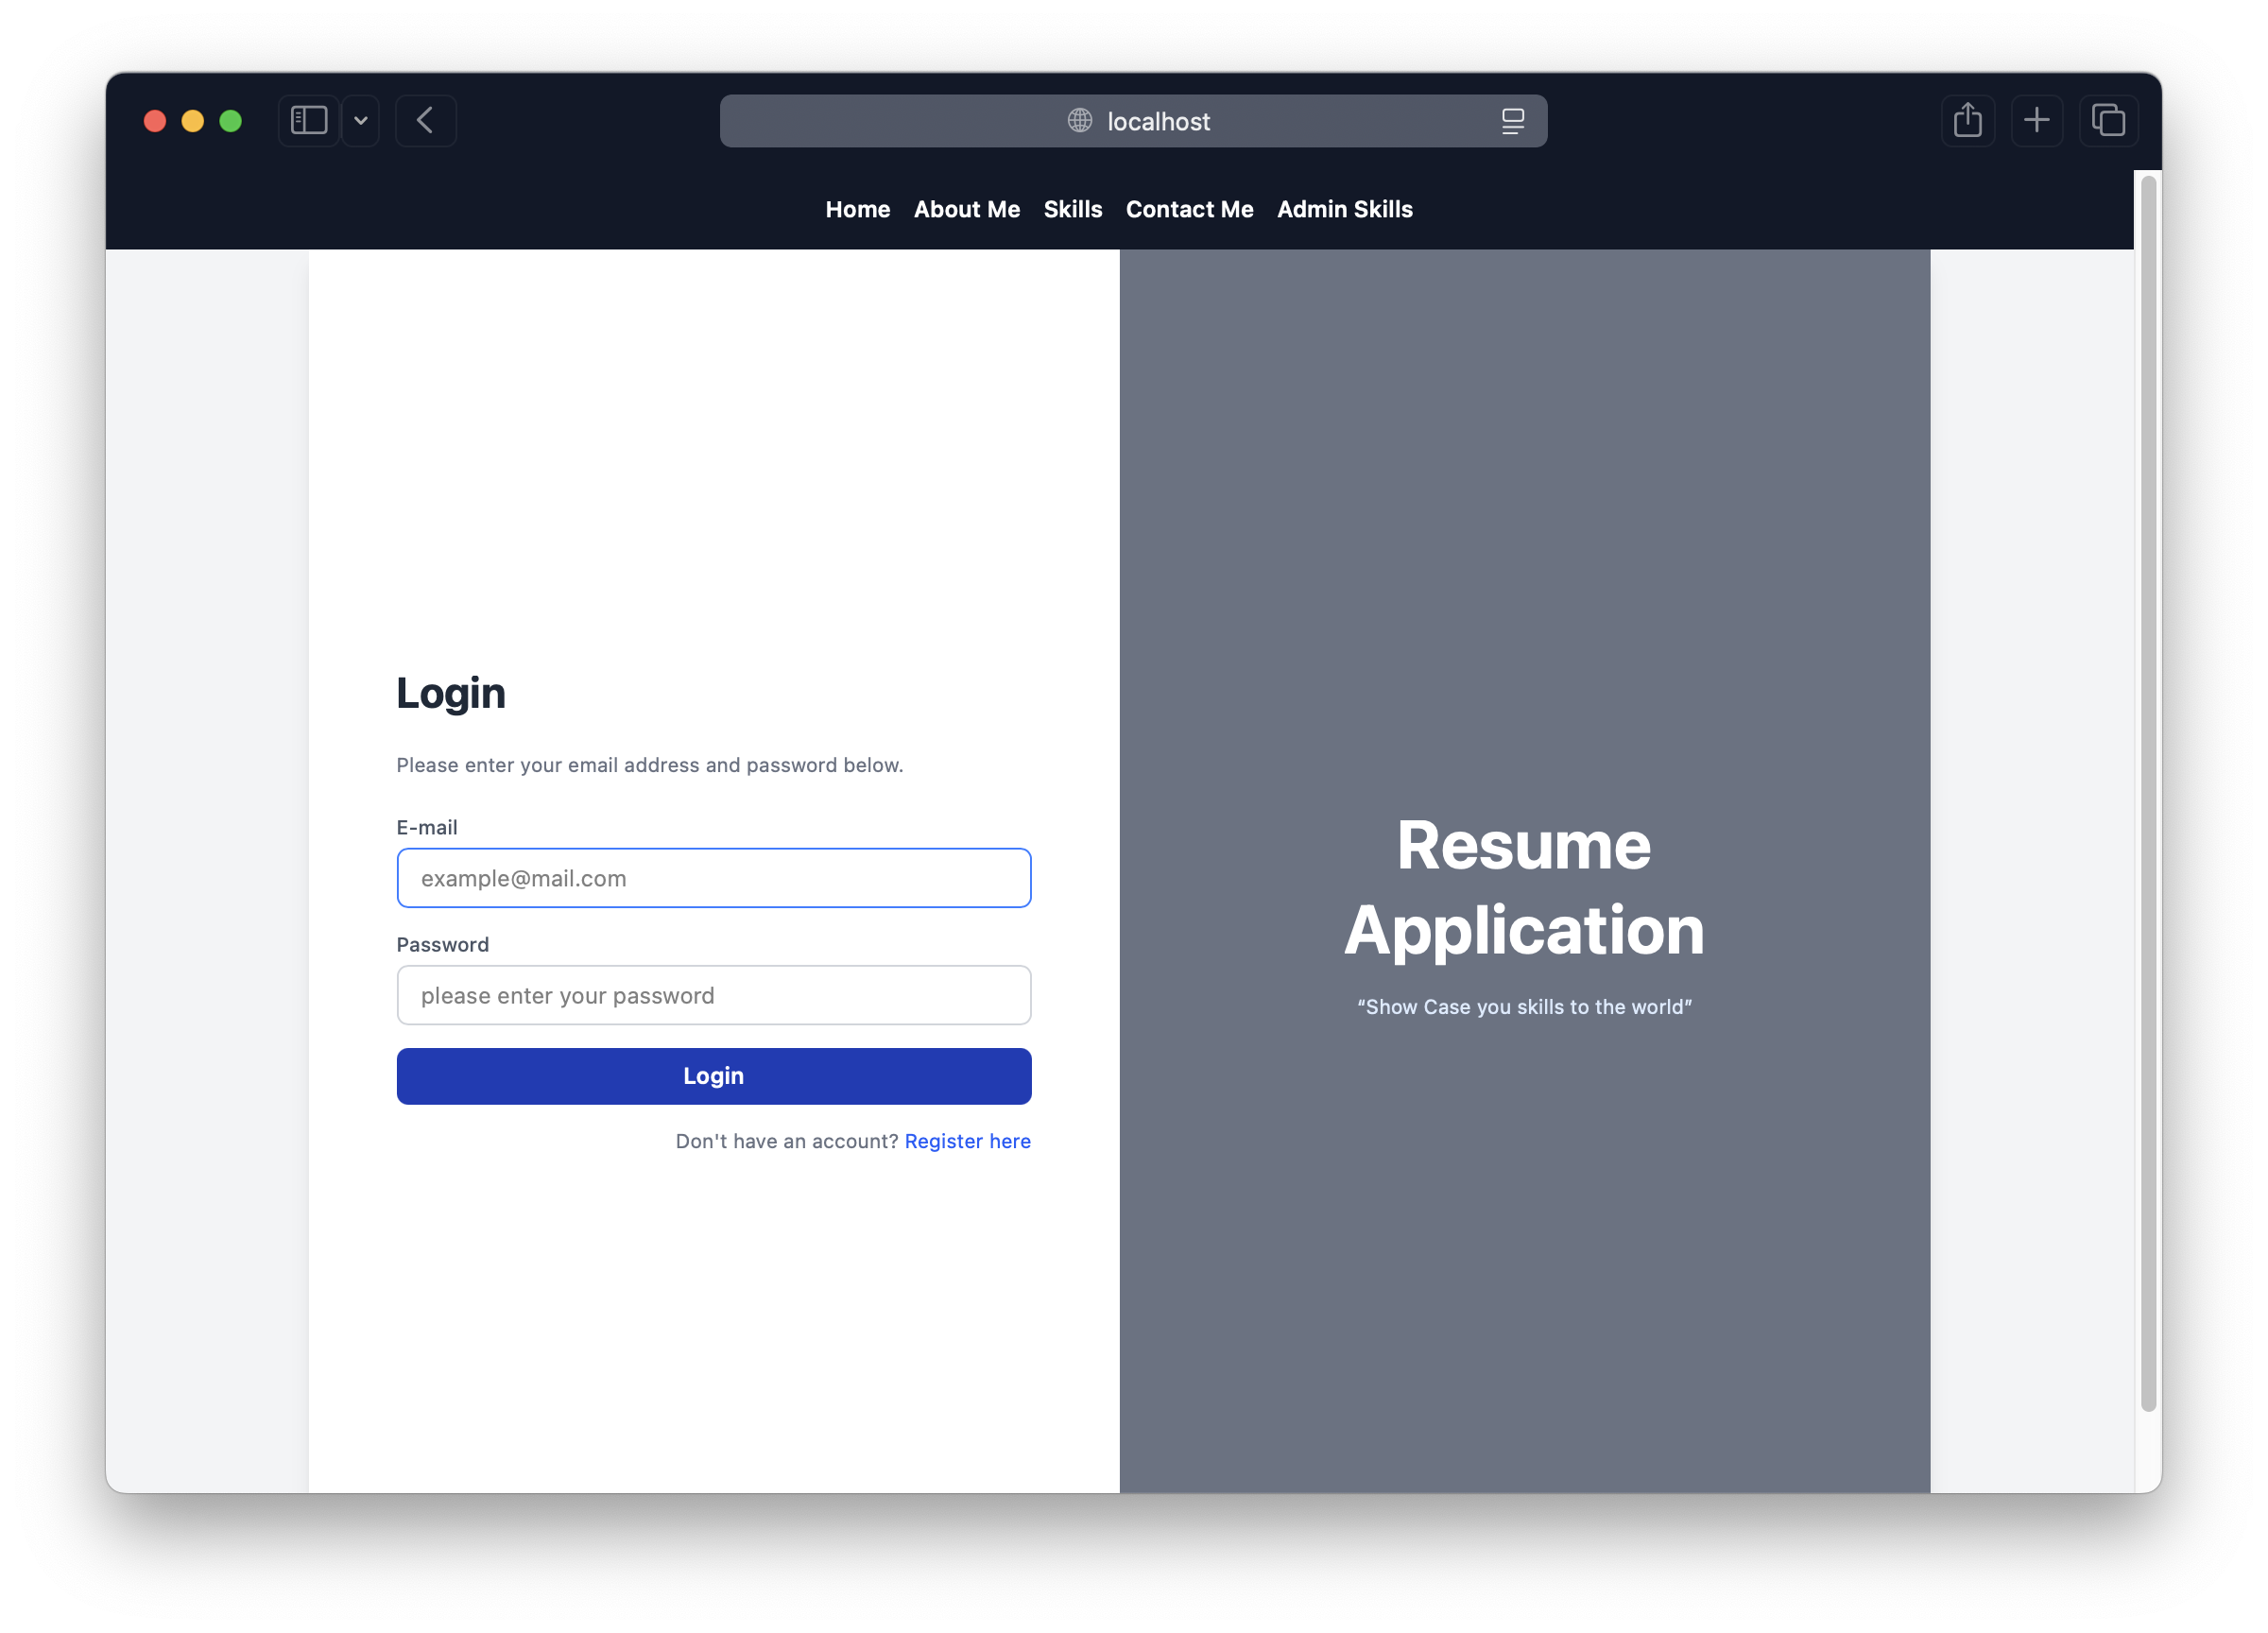 localhost
Home About Me Skills Contact Me Admin Skills
Login
Please enter your email address and password below.
E-mail
example@mail.com
Password
please enter your password
Login
Don't have an account? Register here
Resume
Application
“Show Case you skills to the world”